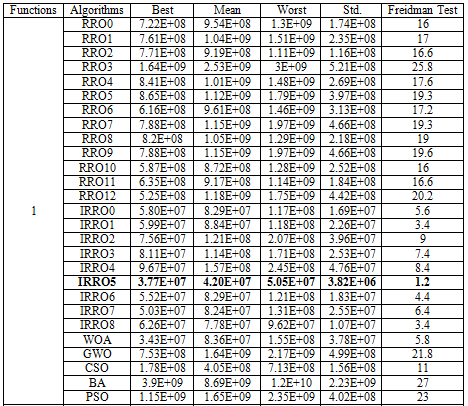 Functions Algorithms Best Mean Worst Std. Freidman Test
RRO0 7.22E+08 9.54E+08 1.3E+09 1.74E+08 16
RRO1 7.61E+08 1.04E+09 1.51E+09 2.35E+08 17
RRO2 7.71E+08 9.19E+08 1.11E+09 1.16E+08 16.6
RRO3 1.64E+09 2.53E+09 3E+09 5.21E+08 25.8
RRO4 8.41E+08 1.01E+09 1.48E+09 2.69E+08 17.6
RRO5 8.65E+08 1.12E+09 1.79E+09 3.97E+08 19.3
RRO6 6.16E+08 9.61E+08 1.46E+09 3.13E+08 17.2
RRO7 7.88E+08 1.15E+09 1.97E+09 4.66E+08 19.3
RRO8 8.2E+08 1.05E+09 1.29E+09 2.18E+08 19
RRO9 7.88E+08 1.15E+09 1.97E+09 4.66E+08 19.6
RRO10 5.87E+08 8.72E+08 1.28E+09 2.52E+08 16
RRO11 6.35E+08 9.17E+08 1.14E+09 1.84E+08 16.6
RRO12 5.25E+08 1.18E+09 1.75E+09 4.42E+08 20.2
1 IRRO0 5.80E+07 8.29E+07 1.17E+08 1.69E+07 5.6
IRRO1 5.99E+07 8.84E+07 1.18E+08 2.26E+07 3.4
IRRO2 7.56E+07 1.21E+08 2.07E+08 3.96E+07 9
IRRO3 8.11E+07 1.14E+08 1.71E+08 2.53E+07 7.4
IRRO4 9.67E+07 1.57E+08 2.45E+08 4.76E+07 8.4
IRRO5 3.77E+07 4.20E+07 5.05E+07 3.82E+06 1.2
IRRO6 5.52E+07 8.29E+07 1.21E+08 1.83E+07 4.4
IRRO7 5.03E+07 8.24E+07 1.31E+08 2.55E+07 6.4
IRRO8 6.26E+07 7.78E+07 9.62E+07 1.07E+07 3.4
WOA 3.43E+07 8.36E+07 1.55E+08 3.78E+07 5.8
GWO 7.53E+08 1.64E+09 2.17E+09 4.99E+08 21.8
CSO 1.78E+08 4.05E+08 7.13E+08 1.56E+08 11
BA 3.9E+09 8.69E+09 1.2E+10 2.23E+09 27
PSO 1.15E+09 1.65E+09 2.35E+09 4.02E+08 23